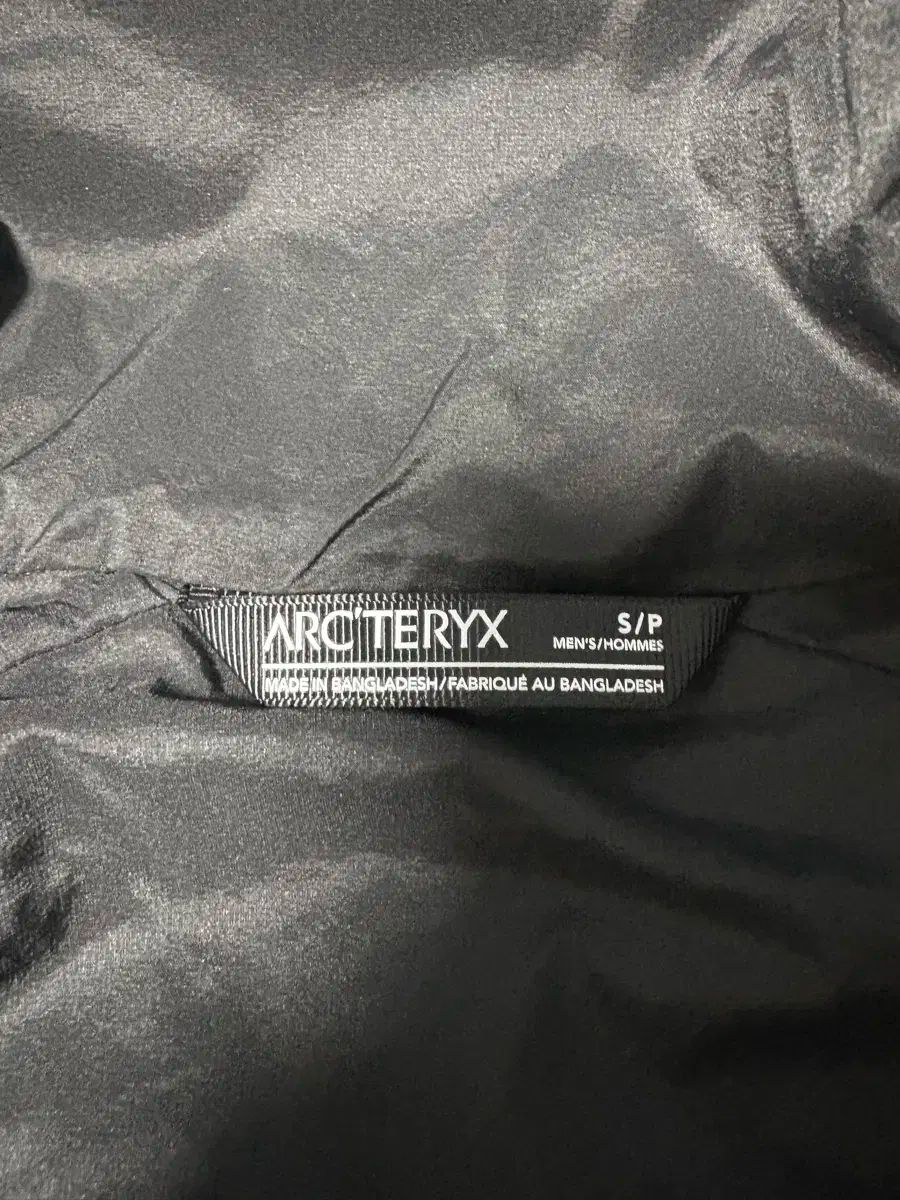 ARC'TERYX
S/P
MEN'S/HOMMES
MADE IN BANGLADESH/FABRIQUÉ AU BANGLADESH